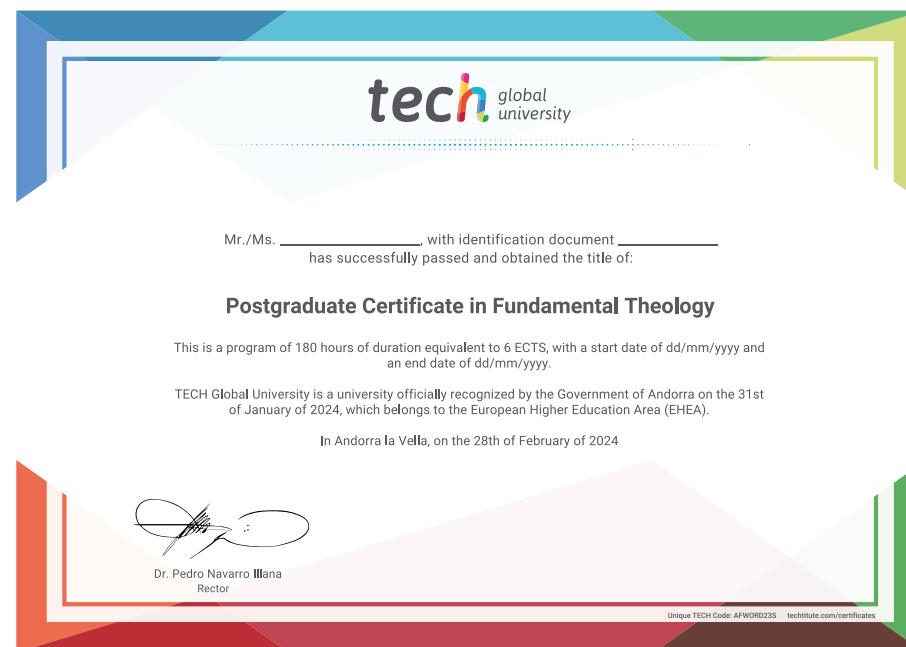 tech global university
Mr./Ms. ____________, with identification document ____________
has successfully passed and obtained the title of:
Postgraduate Certificate in Fundamental Theology
This is a program of 180 hours of duration equivalent to 6 ECTS, with a start date of dd/mm/yyyy and
an end date of dd/mm/yyyy.
TECH Global University is a university officially recognized by the Government of Andorra on the 31st
of January of 2024, which belongs to the European Higher Education Area (EHEA).
In Andorra la Vella, on the 28th of February of 2024
Dr. Pedro Navarro Illana
Rector
Unique TECH Code: AFWORD23S techtitute.com/certificates